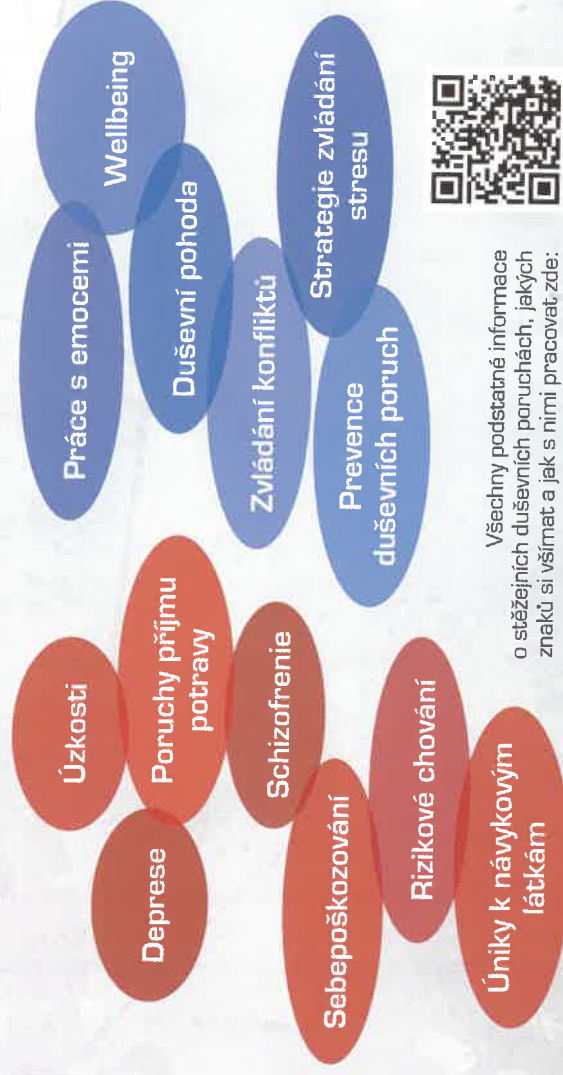 Úzkosti
Deprese
Poruchy příjmu
potravy
Schizofrenie
Sebepoškozování
Rizikové chování
Úniky k návykovým
látkám
Práce s emocemi
Wellbeing
Duševní pohoda
Zvládání konfliktů
Strategie zvládání
stresu
Prevence
duševních poruch
Všechny podstatné informace
o stěžejních duševních poruchách, jakých
znaků si všímat a jak s nimi pracovat zde: